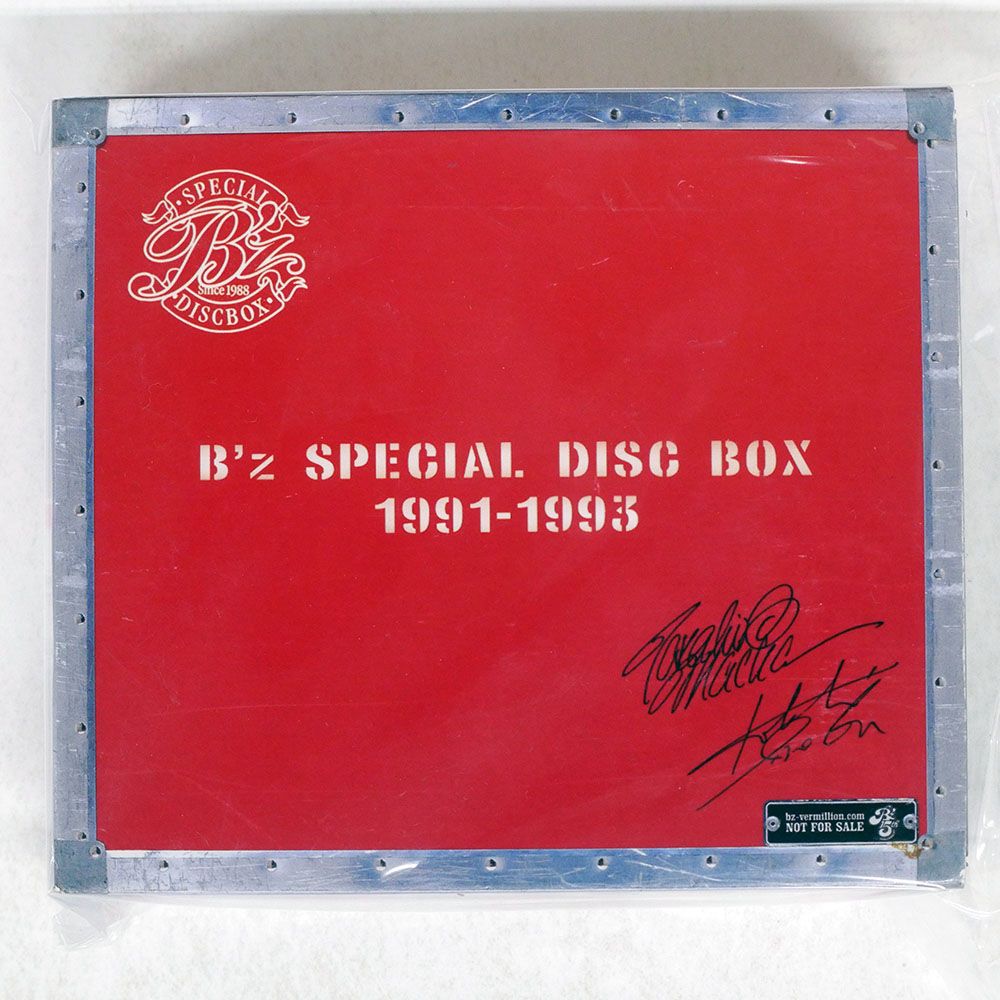 ·SPECIAL·
B'z
Since 1988
DISCBOX
B'z SPECIAL DISC BOX
1991-1993
bz-vermillion.com
NOT FOR SALE
B'z